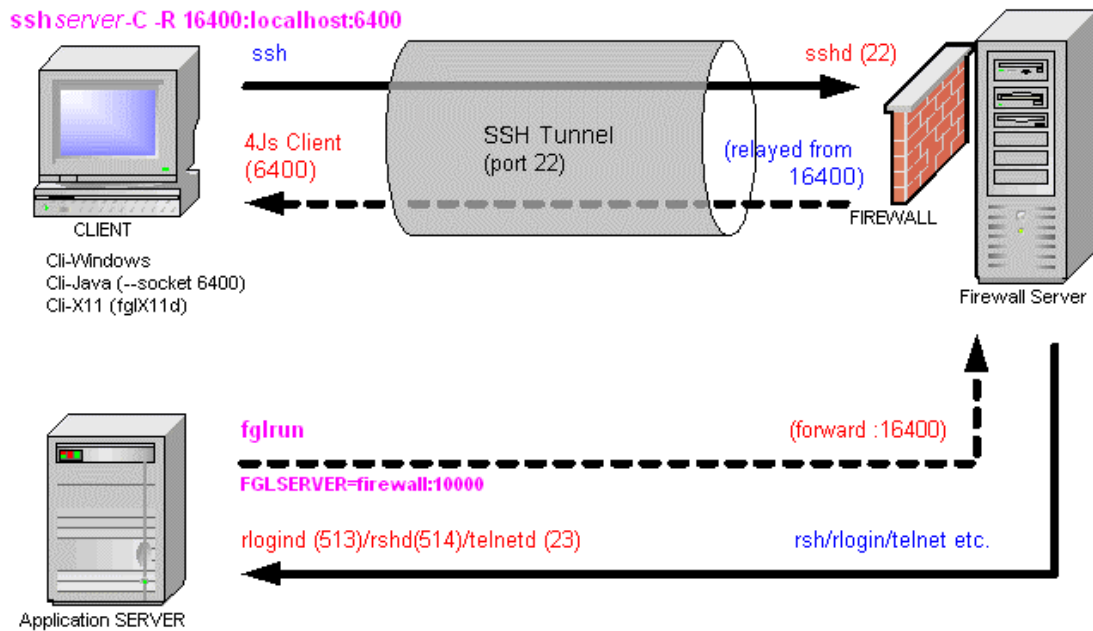 ssh server -C -R 16400:localhost:6400
ssh
sshd (22)
SSH Tunnel
(port 22)
4Js Client
(6400)
(relayed from
16400)
CLIENT
FIREWALL
Cli-Windows
Cli-Java (--socket 6400)
Cli-X11 (fglX11d)
Firewall Server
fglrun
(forward :16400)
FGLSERVER=firewall:10000
rlogind (513)/rshd(514)/telnetd (23)
rsh/rlogin/telnet etc.
Application SERVER